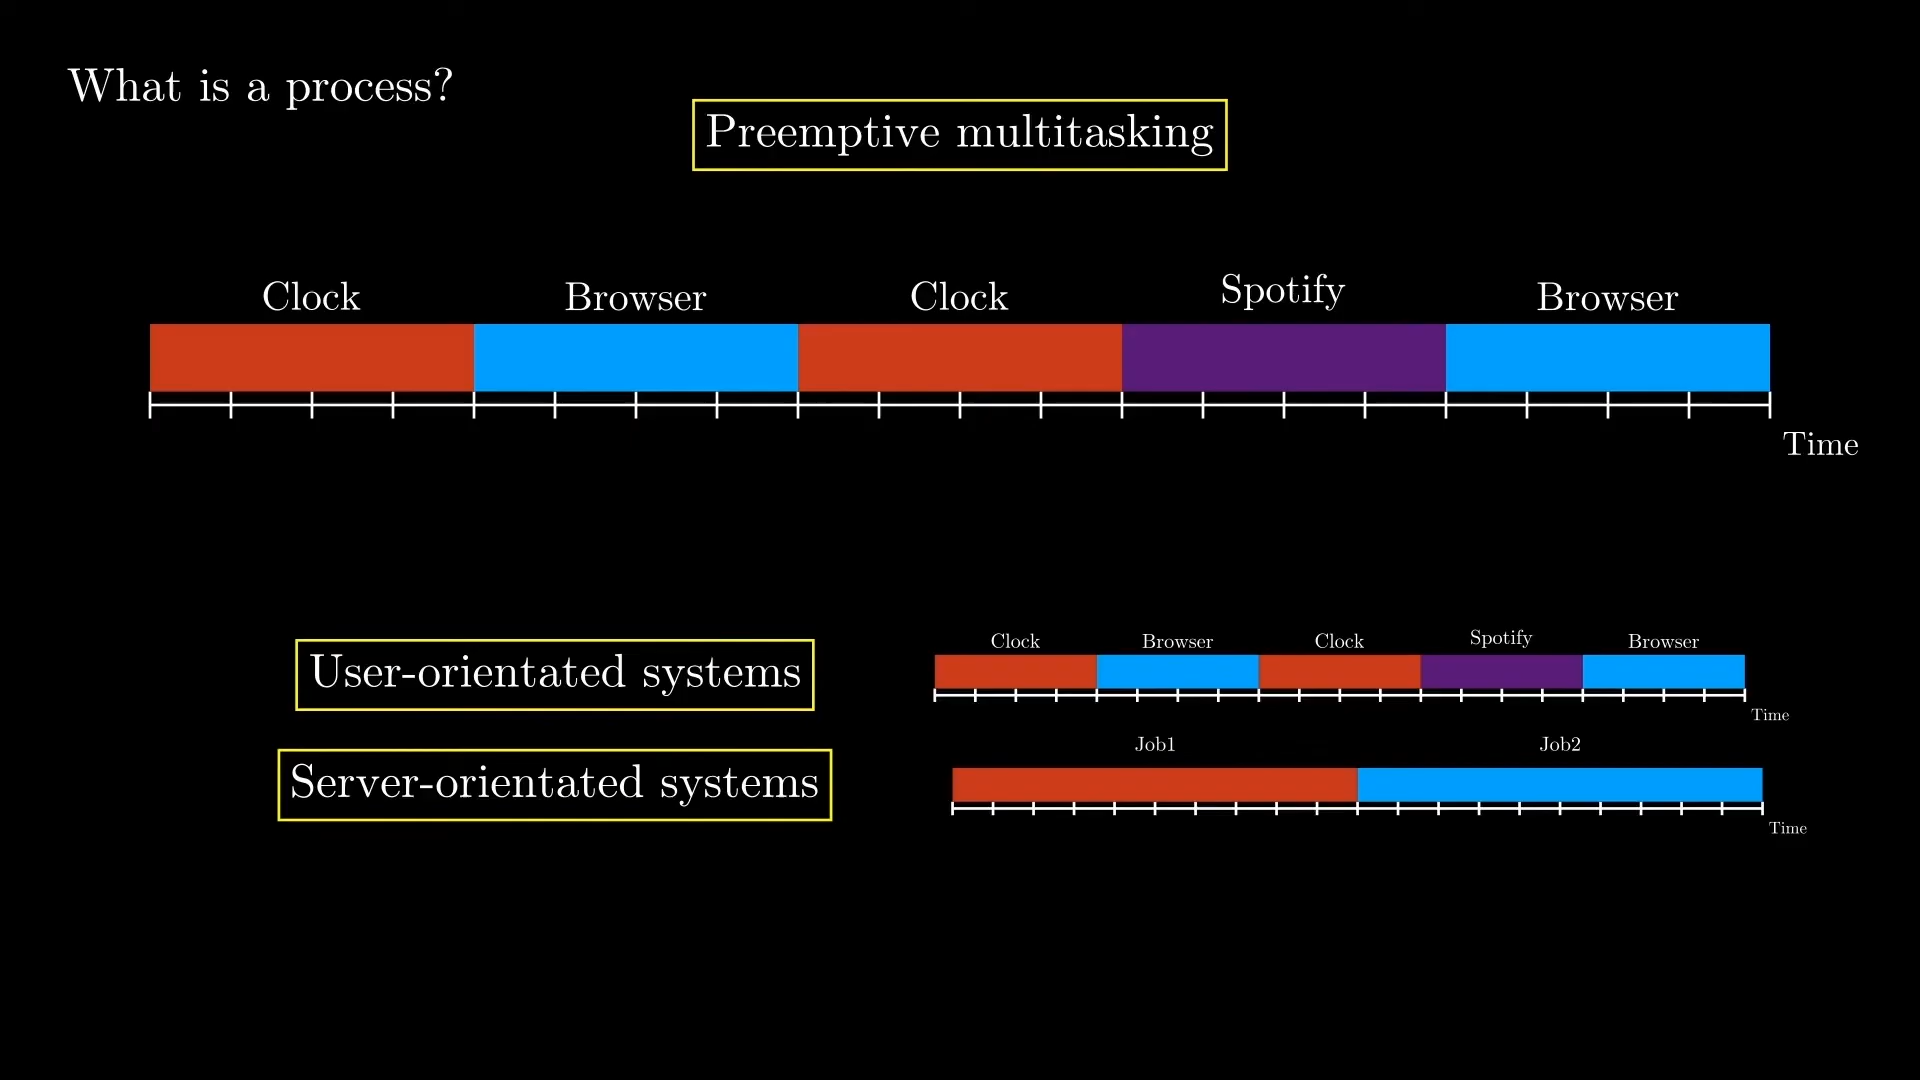 What is a process?
Preemptive multitasking
Clock Browser Clock Spotify Browser
Time
User-orientated systems
Clock Browser Clock Spotify Browser
Time
Server-orientated systems
Job1 Job2
Time